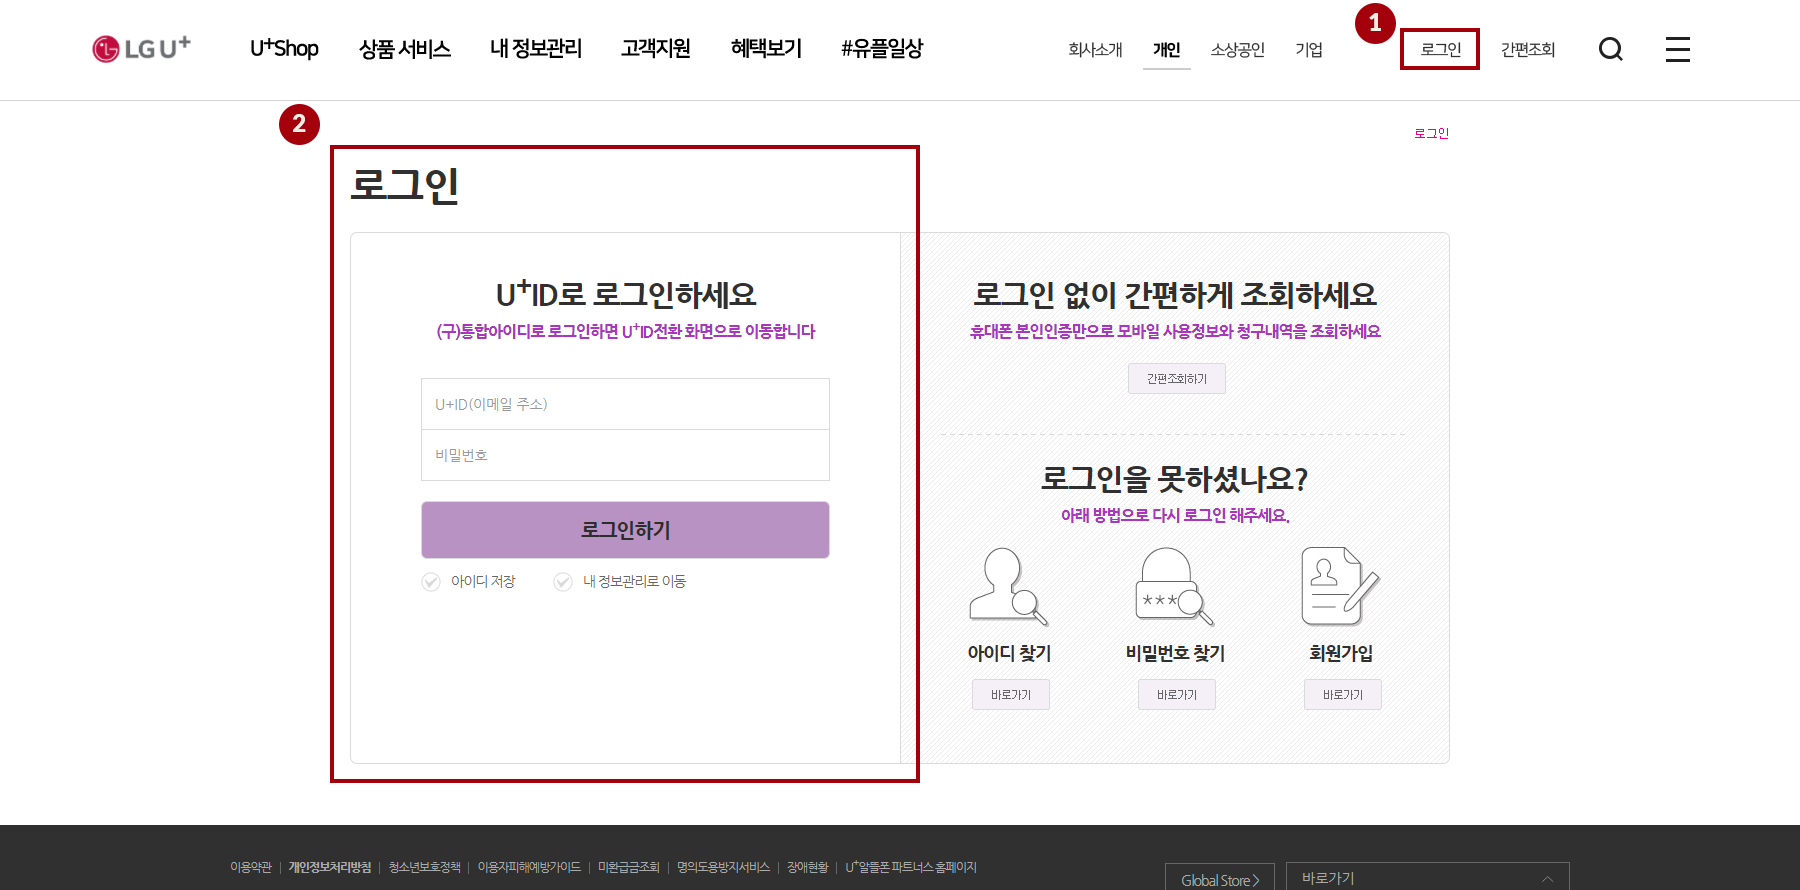 LG U+
U+Shop 상품 서비스 내 정보관리 고객지원 혜택보기 #유플일상
회사소개 개인 소상공인 기업 1 로그인 간편조회
2
로그인
로그인
U+ID로 로그인하세요
(구)통합아이디로 로그인하면 U+ID전환 화면으로 이동합니다
U+ID(이메일 주소)
비밀번호
로그인하기
아이디 저장 내 정보관리로 이동
로그인 없이 간편하게 조회하세요
휴대폰 본인인증만으로 모바일 사용정보와 청구내역을 조회하세요
간편조회하기
로그인을 못하셨나요?
아래 방법으로 다시 로그인 해주세요.
***
아이디 찾기 비밀번호 찾기 회원가입
바로가기 바로가기 바로가기
이용약관 개인정보처리방침 청소년보호정책 이용자피해예방가이드 미환급금조회 명의도용방지서비스 장애현황 U+알뜰폰 파트너스 홈페이지
Global Store > 바로가기